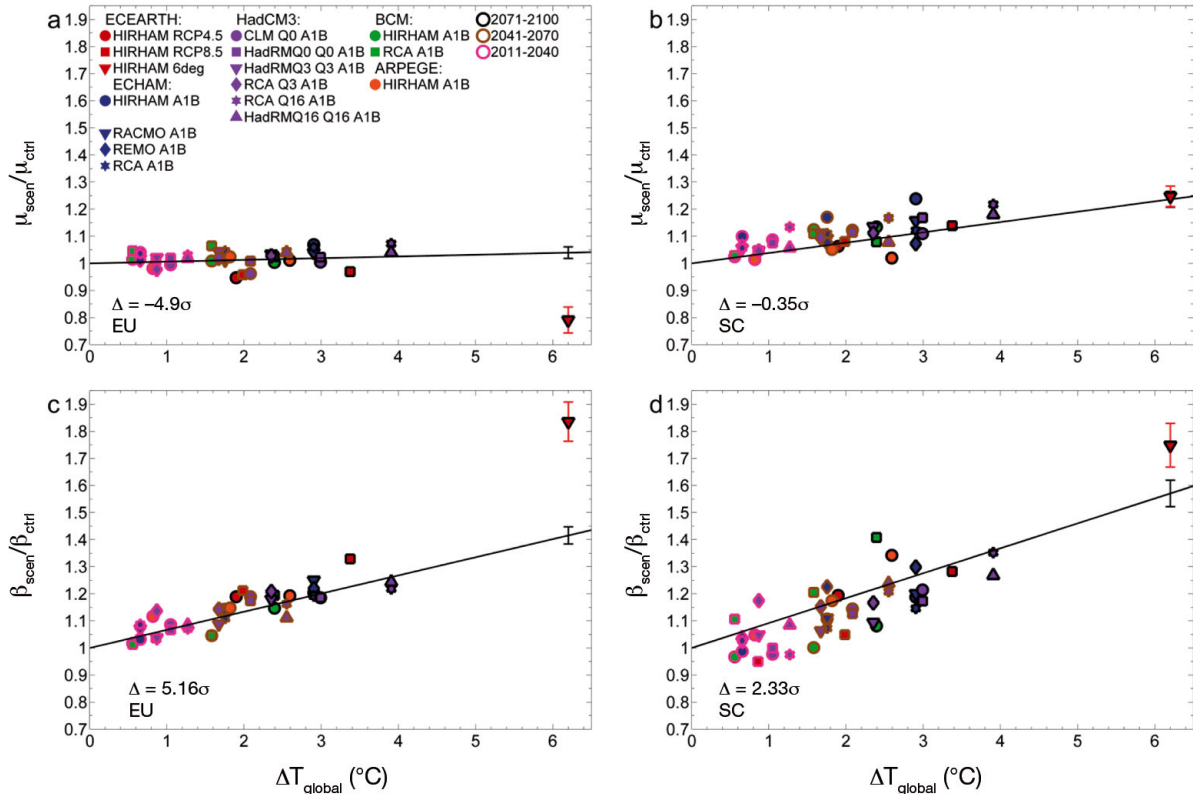 a
ECEARTH: HadCM3: BCM: 2071-2100
HIRHAM RCP4.5 CLM Q0 A1B HIRHAM A1B 2041-2070
HIRHAM RCP8.5 HadRMQ0 Q0 A1B RCA A1B 2011-2040
HIRHAM 6deg HadRMQ3 Q3 A1B ARPEGE:
ECHAM: RCA Q3 A1B HIRHAM A1B
HIRHAM A1B RCA Q16 A1B
HadRMQ16 Q16 A1B
RACMO A1B
REMO A1B
RCA A1B
1.9
1.8
1.7
1.6
1.5
1.4
1.3
1.2
1.1
1.0
0.9
0.8
0.7
μscen/μctrl
Δ = –4.9σ
EU
0 1 2 3 4 5 6
b
1.9
1.8
1.7
1.6
1.5
1.4
1.3
1.2
1.1
1.0
0.9
0.8
0.7
μscen/μctrl
Δ = –0.35σ
SC
0 1 2 3 4 5 6
c
1.9
1.8
1.7
1.6
1.5
1.4
1.3
1.2
1.1
1.0
0.9
0.8
0.7
βscen/βctrl
Δ = 5.16σ
EU
0 1 2 3 4 5 6
ΔTglobal (°C)
d
1.9
1.8
1.7
1.6
1.5
1.4
1.3
1.2
1.1
1
0.9
0.8
0.7
βscen/βctrl
Δ = 2.33σ
SC
0 1 2 3 4 5 6
ΔTglobal (°C)